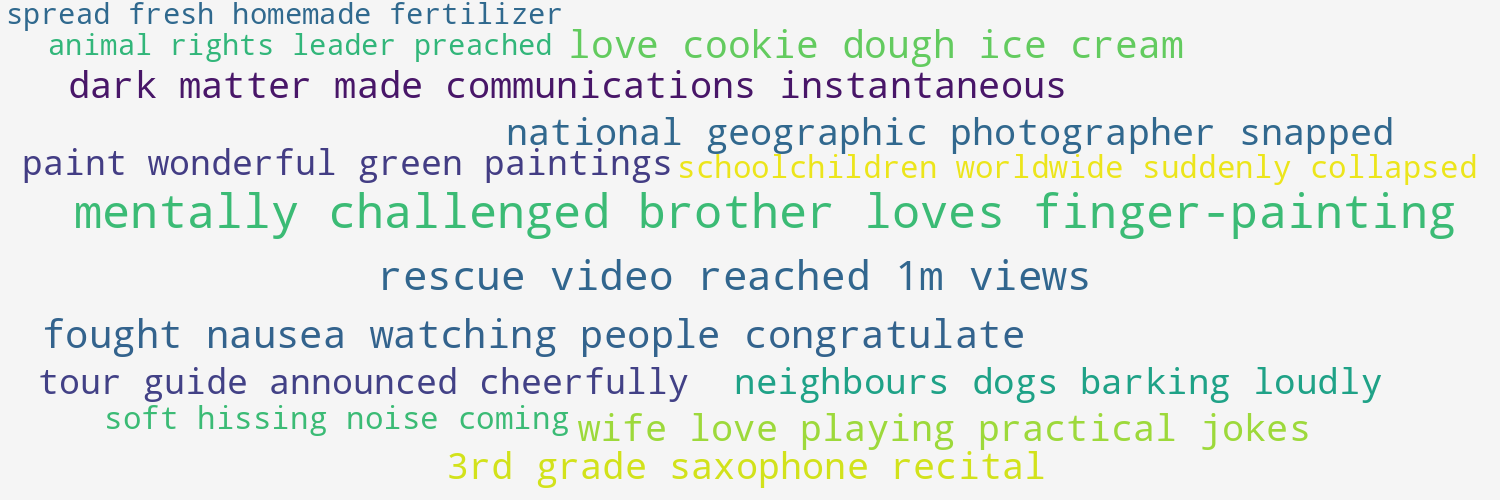 spread fresh homemade fertilizer
animal rights leader preached
love cookie dough ice cream
dark matter made communications instantaneous
national geographic photographer snapped
paint wonderful green paintings
schoolchildren worldwide suddenly collapsed
mentally challenged brother loves finger-painting
rescue video reached 1m views
fought nausea watching people congratulate
tour guide announced cheerfully
neighbours dogs barking loudly
soft hissing noise coming
wife love playing practical jokes
3rd grade saxophone recital